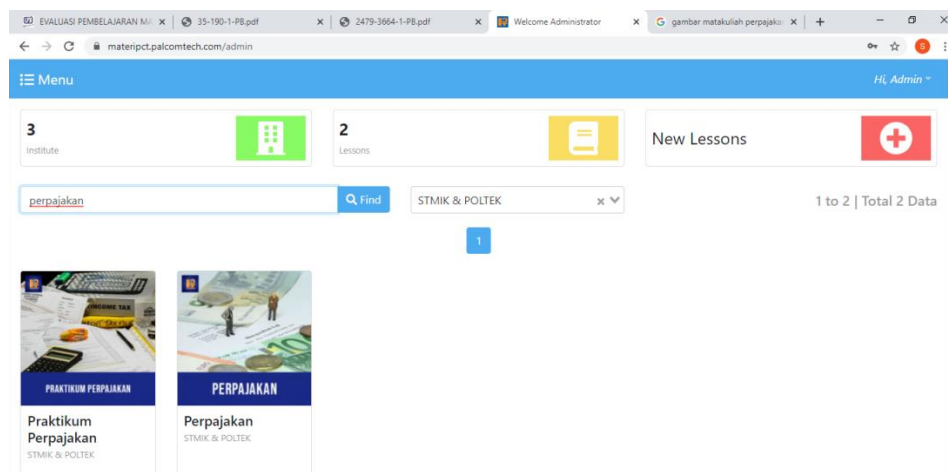 EVALUASI PEMBELAJARAN MA
35-190-1-PB.pdf
2479-3664-1-PB.pdf
Welcome Administrator
gambar matakuliah perpajaka
materipct.palcomtech.com/admin
S
Menu
Hi, Admin
3
Institute
2
Lessons
New Lessons
perpajakan
Find
STMIK & POLTEK
1 to 2 | Total 2 Data
1
INCOME TAX
PRAKTIKUM PERPAJAKAN
PERPAJAKAN
Praktikum
Perpajakan
STMIK & POLTEK
Perpajakan
STMIK & POLTEK